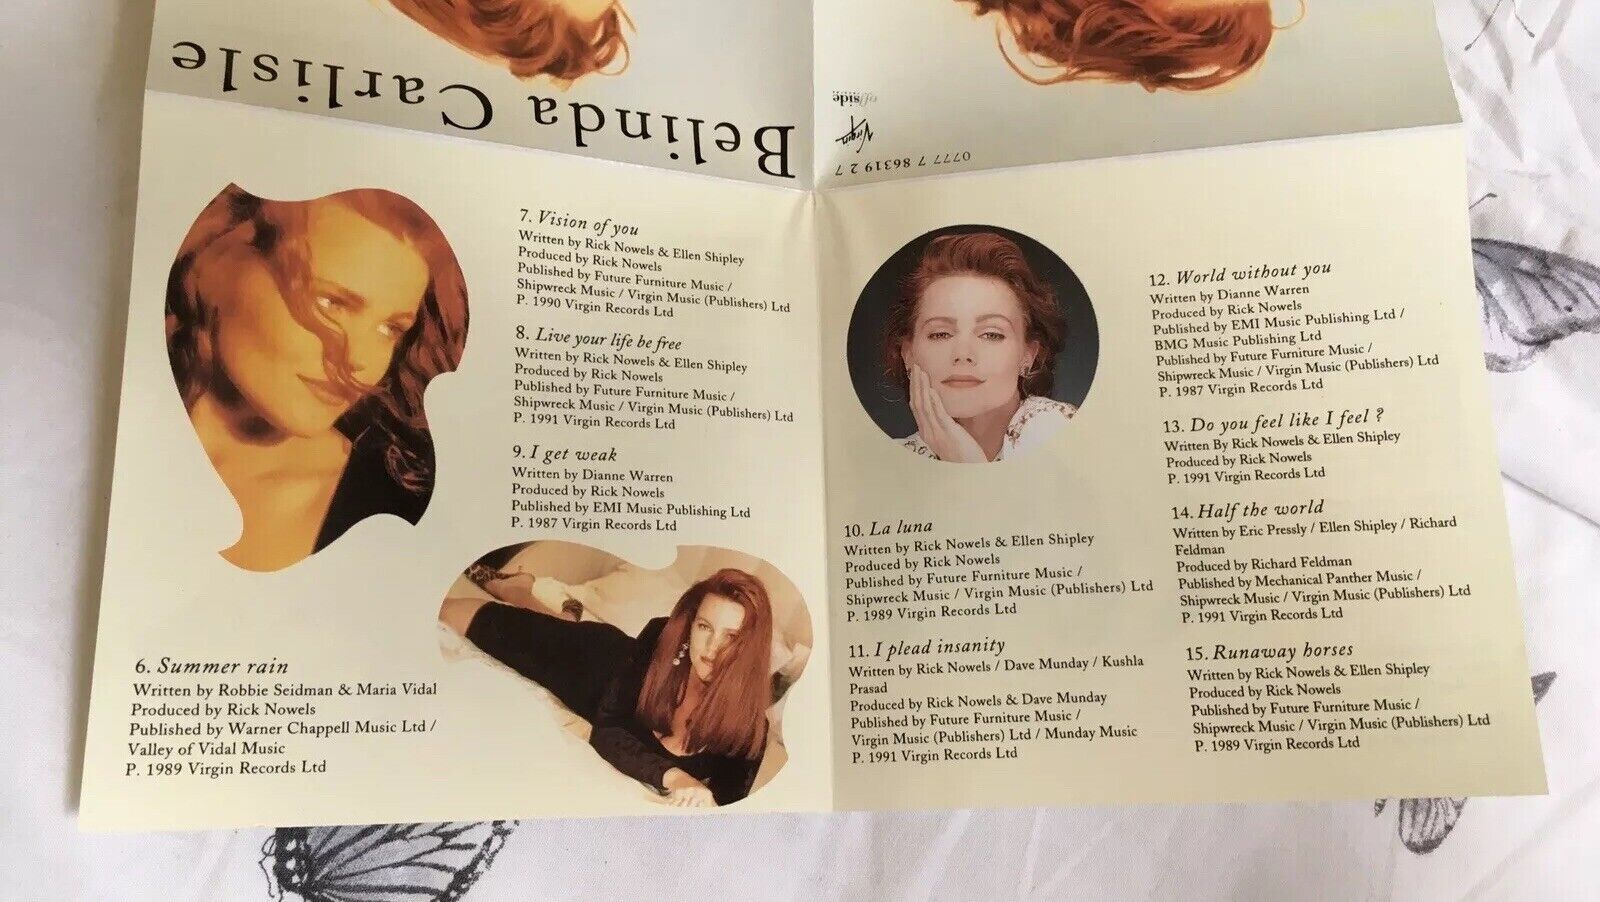 Belinda Carlisle
offside
Virgin
0777 7 86319 2 7
7. Vision of you
Written by Rick Nowels & Ellen Shipley
Produced by Rick Nowels
Published by Future Furniture Music /
Shipwreck Music / Virgin Music (Publishers) Ltd
P. 1990 Virgin Records Ltd
8. Live your life be free
Written by Rick Nowels & Ellen Shipley
Produced by Rick Nowels
Published by Future Furniture Music /
Shipwreck Music / Virgin Music (Publishers) Ltd
P. 1991 Virgin Records Ltd
9. I get weak
Written by Dianne Warren
Produced by Rick Nowels
Published by EMI Music Publishing Ltd
P. 1987 Virgin Records Ltd
6. Summer rain
Written by Robbie Seidman & Maria Vidal
Produced by Rick Nowels
Published by Warner Chappell Music Ltd /
Valley of Vidal Music
P. 1989 Virgin Records Ltd
10. La luna
Written by Rick Nowels & Ellen Shipley
Produced by Rick Nowels
Published by Future Furniture Music /
Shipwreck Music / Virgin Music (Publishers) Ltd
P. 1989 Virgin Records Ltd
11. I plead insanity
Written by Rick Nowels / Dave Munday / Kushla
Prasad
Produced by Rick Nowels & Dave Munday
Published by Future Furniture Music /
Virgin Music (Publishers) Ltd / Munday Music
P. 1991 Virgin Records Ltd
12. World without you
Written by Dianne Warren
Produced by Rick Nowels
Published by EMI Music Publishing Ltd /
BMG Music Publishing Ltd
Published by Future Furniture Music /
Shipwreck Music / Virgin Music (Publishers) Ltd
P. 1987 Virgin Records Ltd
13. Do you feel like I feel ?
Written By Rick Nowels & Ellen Shipley
Produced by Rick Nowels
P. 1991 Virgin Records Ltd
14. Half the world
Written by Eric Pressly / Ellen Shipley / Richard
Feldman
Produced by Richard Feldman
Published by Mechanical Panther Music /
Shipwreck Music / Virgin Music (Publishers) Ltd
P. 1991 Virgin Records Ltd
15. Runaway horses
Written by Rick Nowels & Ellen Shipley
Produced by Rick Nowels
Published by Future Furniture Music /
Shipwreck Music / Virgin Music (Publishers) Ltd
P. 1989 Virgin Records Ltd